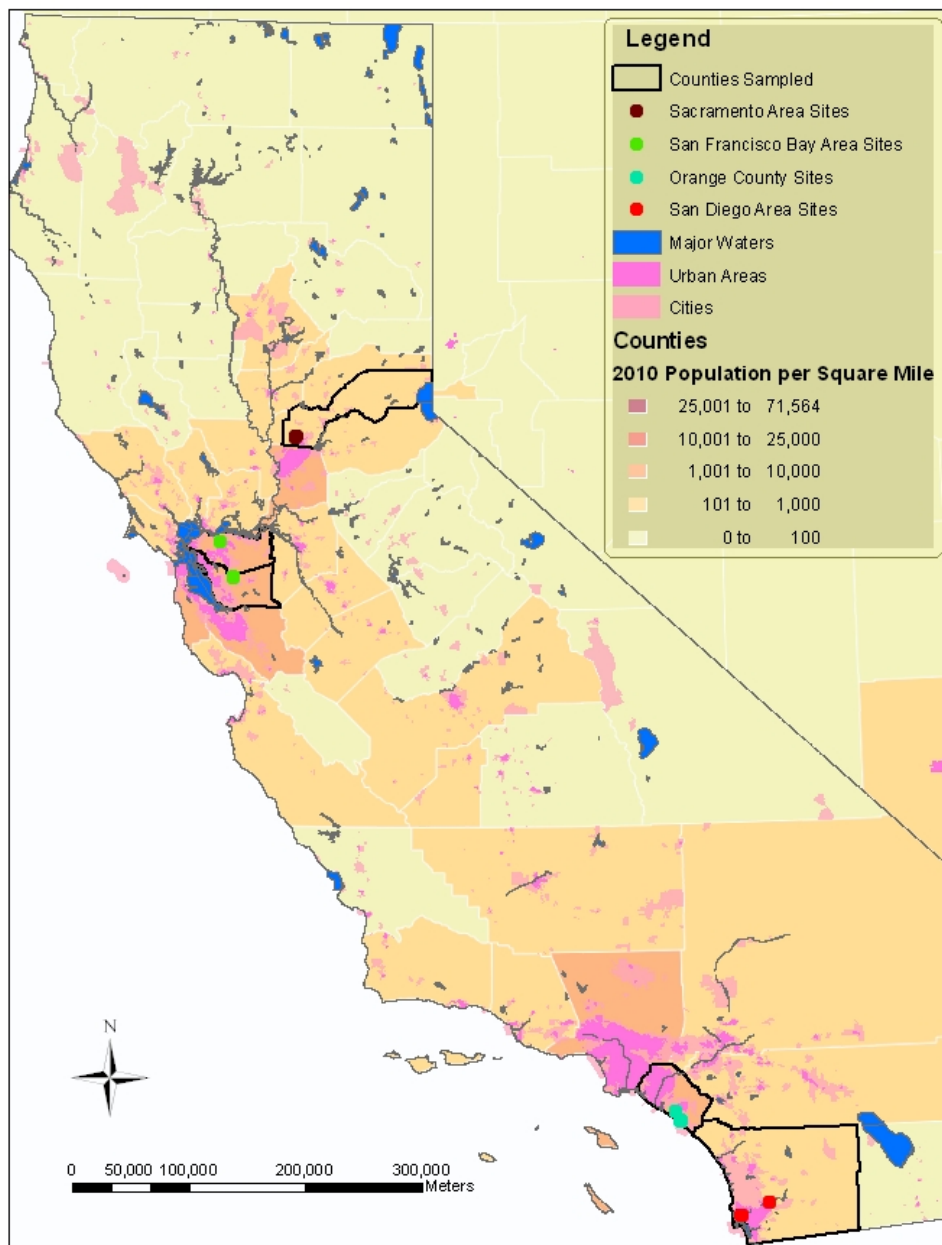 Legend
Counties Sampled
Sacramento Area Sites
San Francisco Bay Area Sites
Orange County Sites
San Diego Area Sites
Major Waters
Urban Areas
Cities
Counties
2010 Population per Square Mile
25,001 to 71,564
10,001 to 25,000
1,001 to 10,000
101 to 1,000
0 to 100
N
0 50,000 100,000 200,000 300,000
Meters